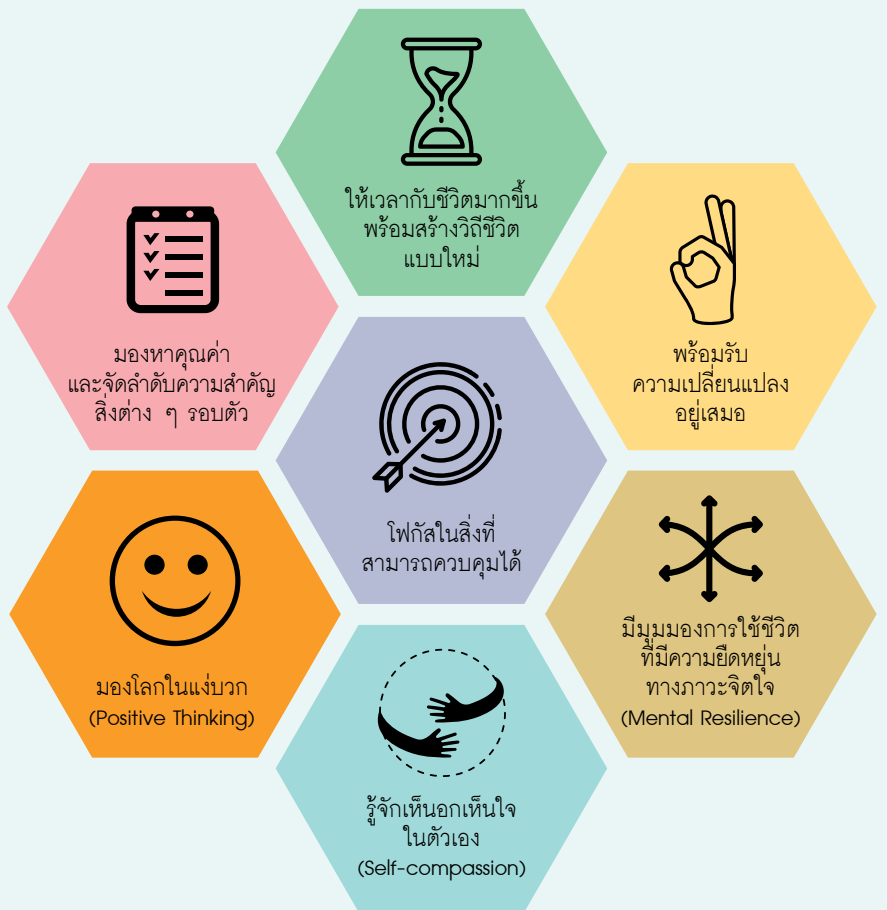 ให้เวลากับชีวิตมากขึ้น
พร้อมสร้างวิถีชีวิต
แบบใหม่
มองหาคุณค่า
และจัดลำดับความสำคัญ
สิ่งต่าง ๆ รอบตัว
พร้อมรับ
ความเปลี่ยนแปลง
อยู่เสมอ
โฟกัสในสิ่งที่
สามารถควบคุมได้
มองโลกในแง่บวก
(Positive Thinking)
มีมุมมองการใช้ชีวิต
ที่มีความยืดหยุ่น
ทางภาวะจิตใจ
(Mental Resilience)
รู้จักเห็นอกเห็นใจ
ในตัวเอง
(Self-compassion)